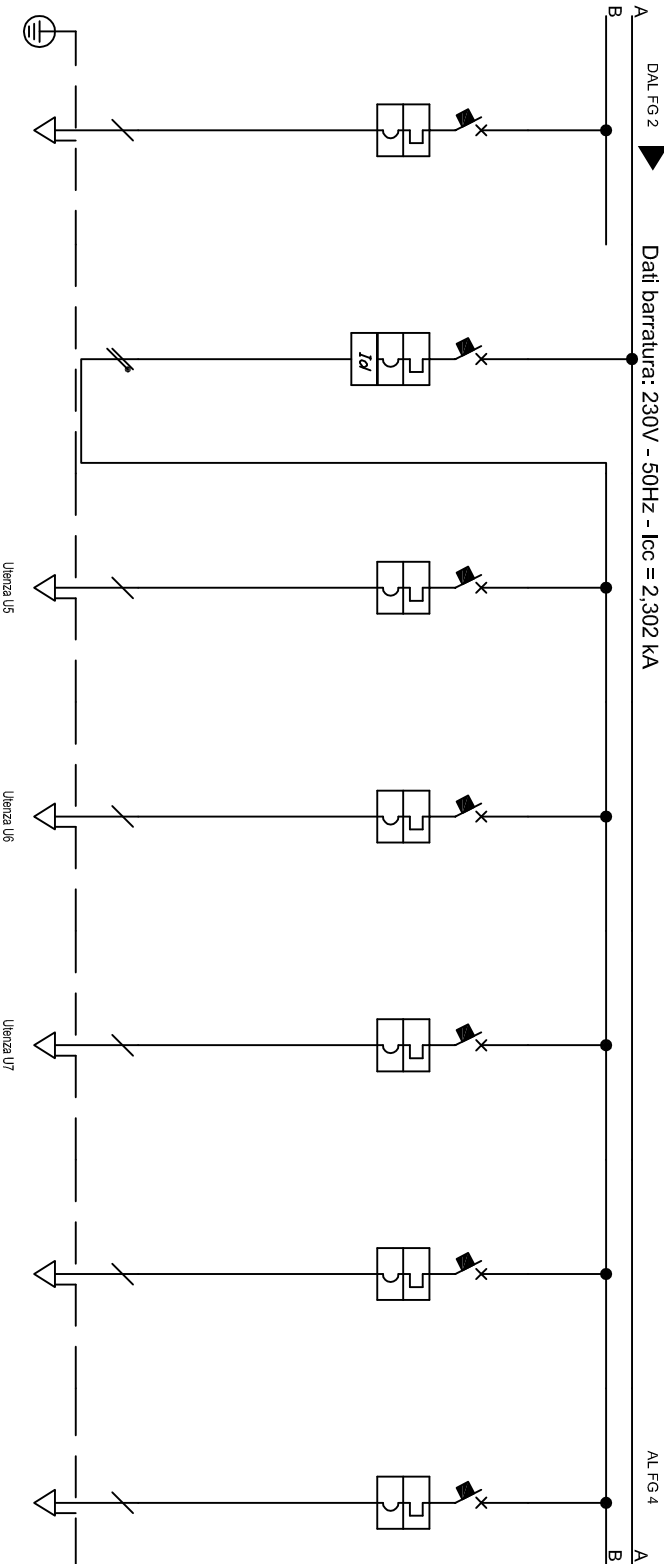 A
B
DAL FG 2
Dati barratura: 230V - 50Hz - Icc = 2,302 kA
AL FG 4
A
B
Id
Utenza U5
Utenza U6
Utenza U7